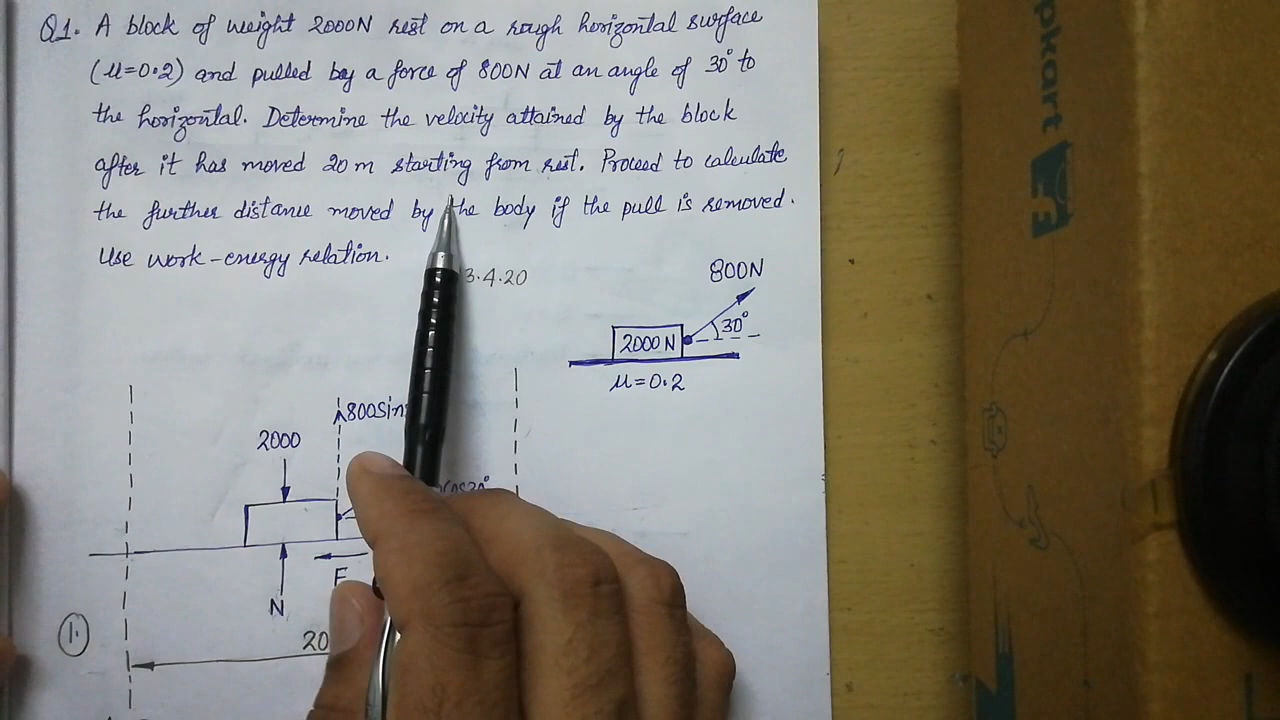 Q1. A block of weight 2000N rest on a rough horizontal surface
(μ=0.2) and pulled by a force of 800N at an angle of 30° to
the horizontal. Determine the velocity attained by the block
after it has moved 20 m starting from rest. Proceed to calculate
the further distance moved by the body if the pull is removed.
Use work-energy relation.
3.4.20
800N
30°
2000 N
μ=0.2
800Sin
2000
cos30°
F
N
1.
20
pkart